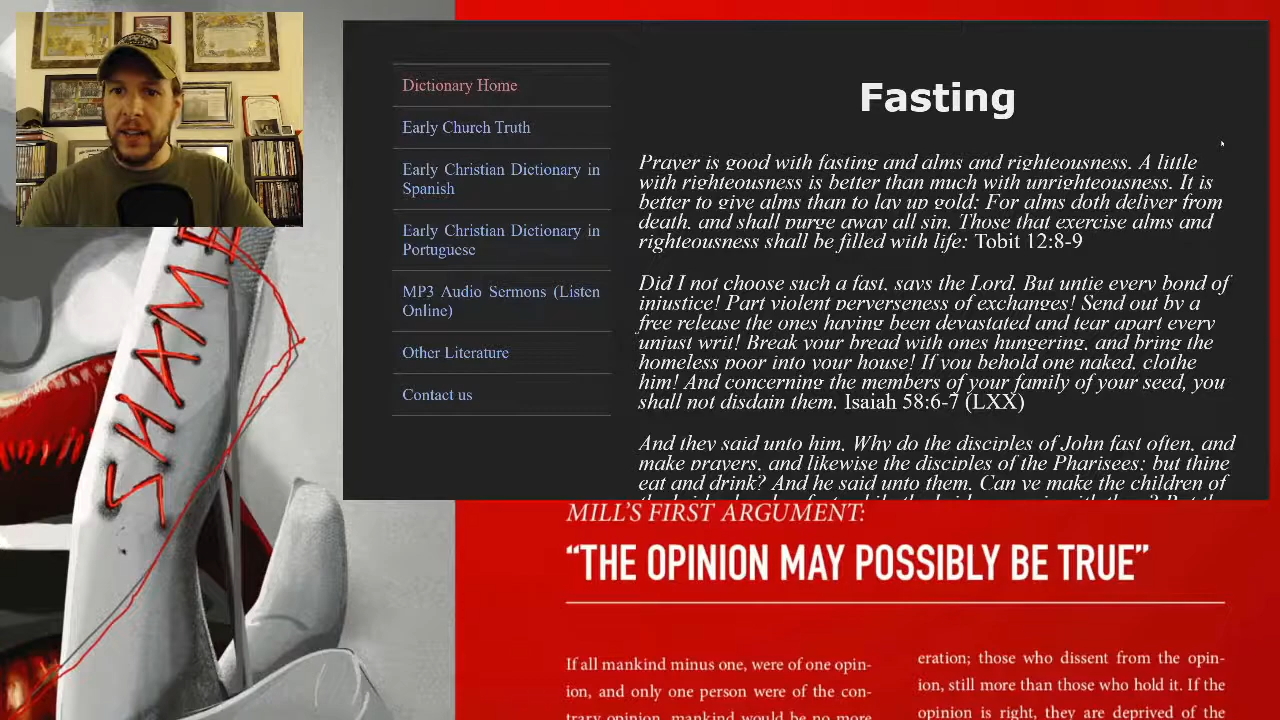 Dictionary Home
Early Church Truth
Early Christian Dictionary in
Spanish
Early Christian Dictionary in
Portuguese
MP3 Audio Sermons (Listen
Online)
Other Literature
Contact us
Fasting
Prayer is good with fasting and alms and righteousness. A little
with righteousness is better than much with unrighteousness. It is
better to give alms than to lay up gold: For alms doth deliver from
death, and shall purge away all sin. Those that exercise alms and
righteousness shall be filled with life: Tobit 12:8-9
Did I not choose such a fast, says the Lord. But untie every bond of
injustice! Part violent perverseness of exchanges! Send out by a
free release the ones having been devastated and tear apart every
unjust writ! Break your bread with ones hungering, and bring the
homeless poor into your house! If you behold one naked, clothe
him! And concerning the members of your family of your seed, you
shall not disdain them. Isaiah 58:6-7 (LXX)
And they said unto him, Why do the disciples of John fast often, and
make prayers, and likewise the disciples of the Pharisees; but thine
eat and drink? And he said unto them, Can ye make the children of
SHAME
MILL'S FIRST ARGUMENT:
“THE OPINION MAY POSSIBLY BE TRUE”
If all mankind minus one, were of one opin-
ion, and only one person were of the con-
trary opinion, mankind would be no more
eration; those who dissent from the opin-
ion, still more than those who hold it. If the
opinion is right, they are deprived of the